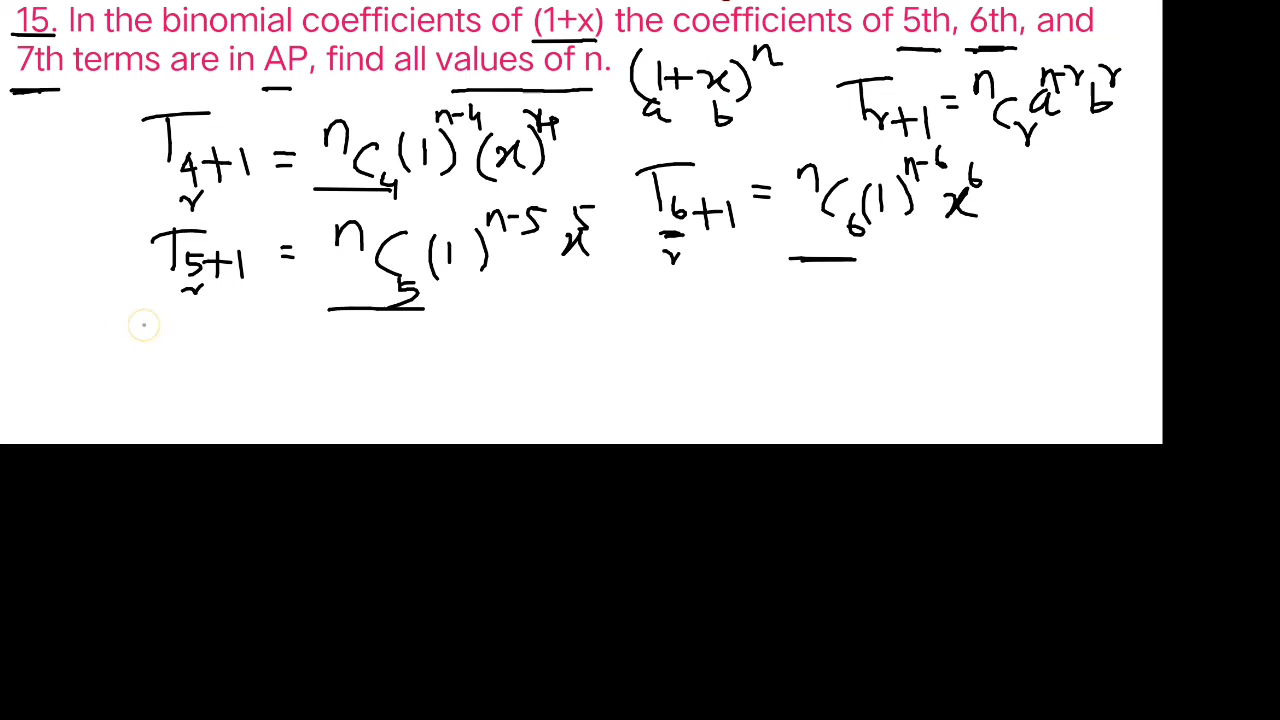 15. In the binomial coefficients of (1+x) the coefficients of 5th, 6th, and
7th terms are in AP, find all values of n.
(1+x)^n
a b
T_{r+1} = ^nC_r a^{n-r} b^r
T_{4+1} = ^nC_4 (1)^{n-4} (x)^4
r
T_{6+1} = ^nC_6 (1)^{n-6} x^6
r
T_{5+1} = ^nC_5 (1)^{n-5} x^5
r